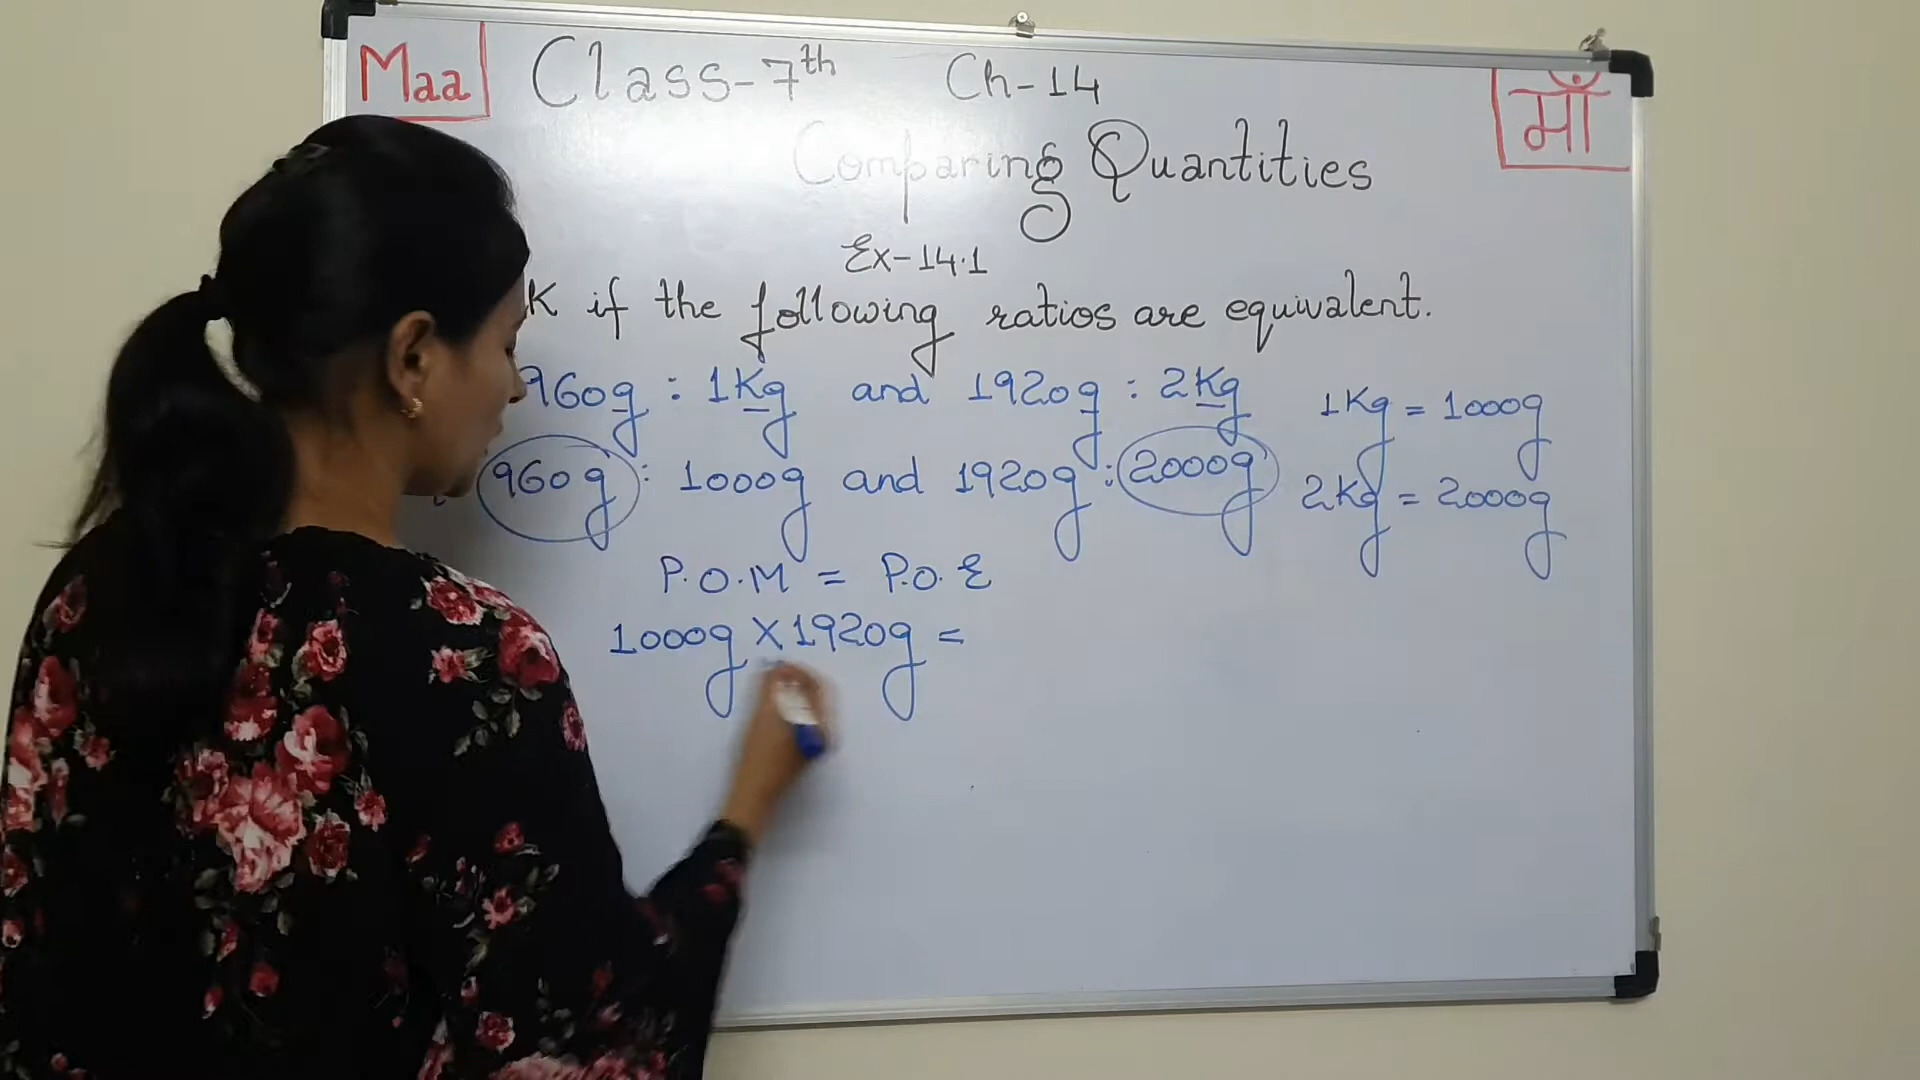 Maa Class-7th Ch-14 माँ
Comparing Quantities
Ex-14.1
if the following ratios are equivalent.
960g : 1Kg and 1920g : 2Kg 1Kg = 1000g
960g : 1000g and 1920g : 2000g 2Kg = 2000g
P.O.M = P.O.E
1000g X 1920g =